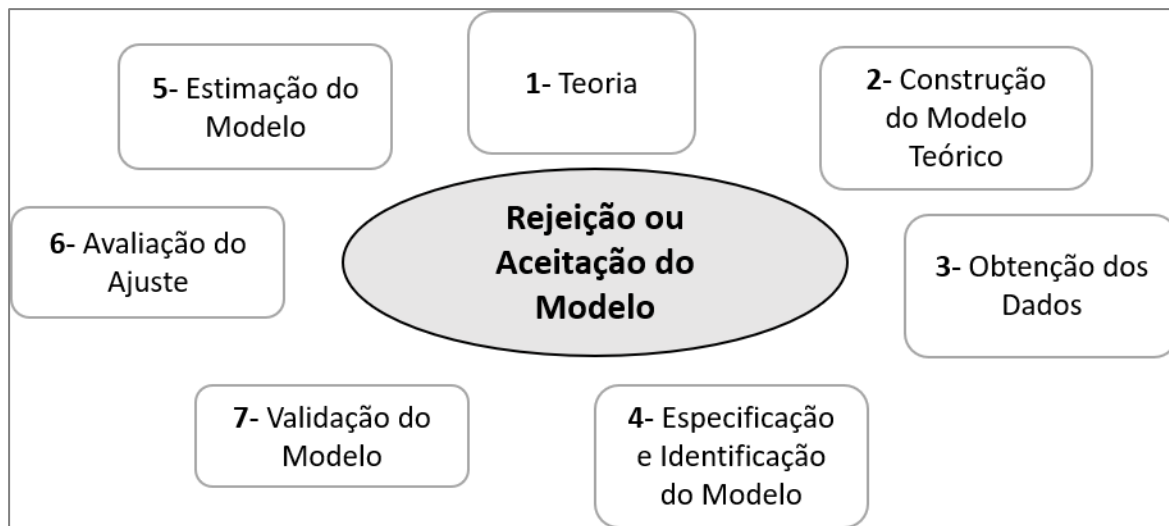 1- Teoria
2- Construção
do Modelo
Teórico
3- Obtenção dos
Dados
4- Especificação
e Identificação
do Modelo
5- Estimação do
Modelo
6- Avaliação do
Ajuste
7- Validação do
Modelo
Rejeição ou
Aceitação do
Modelo